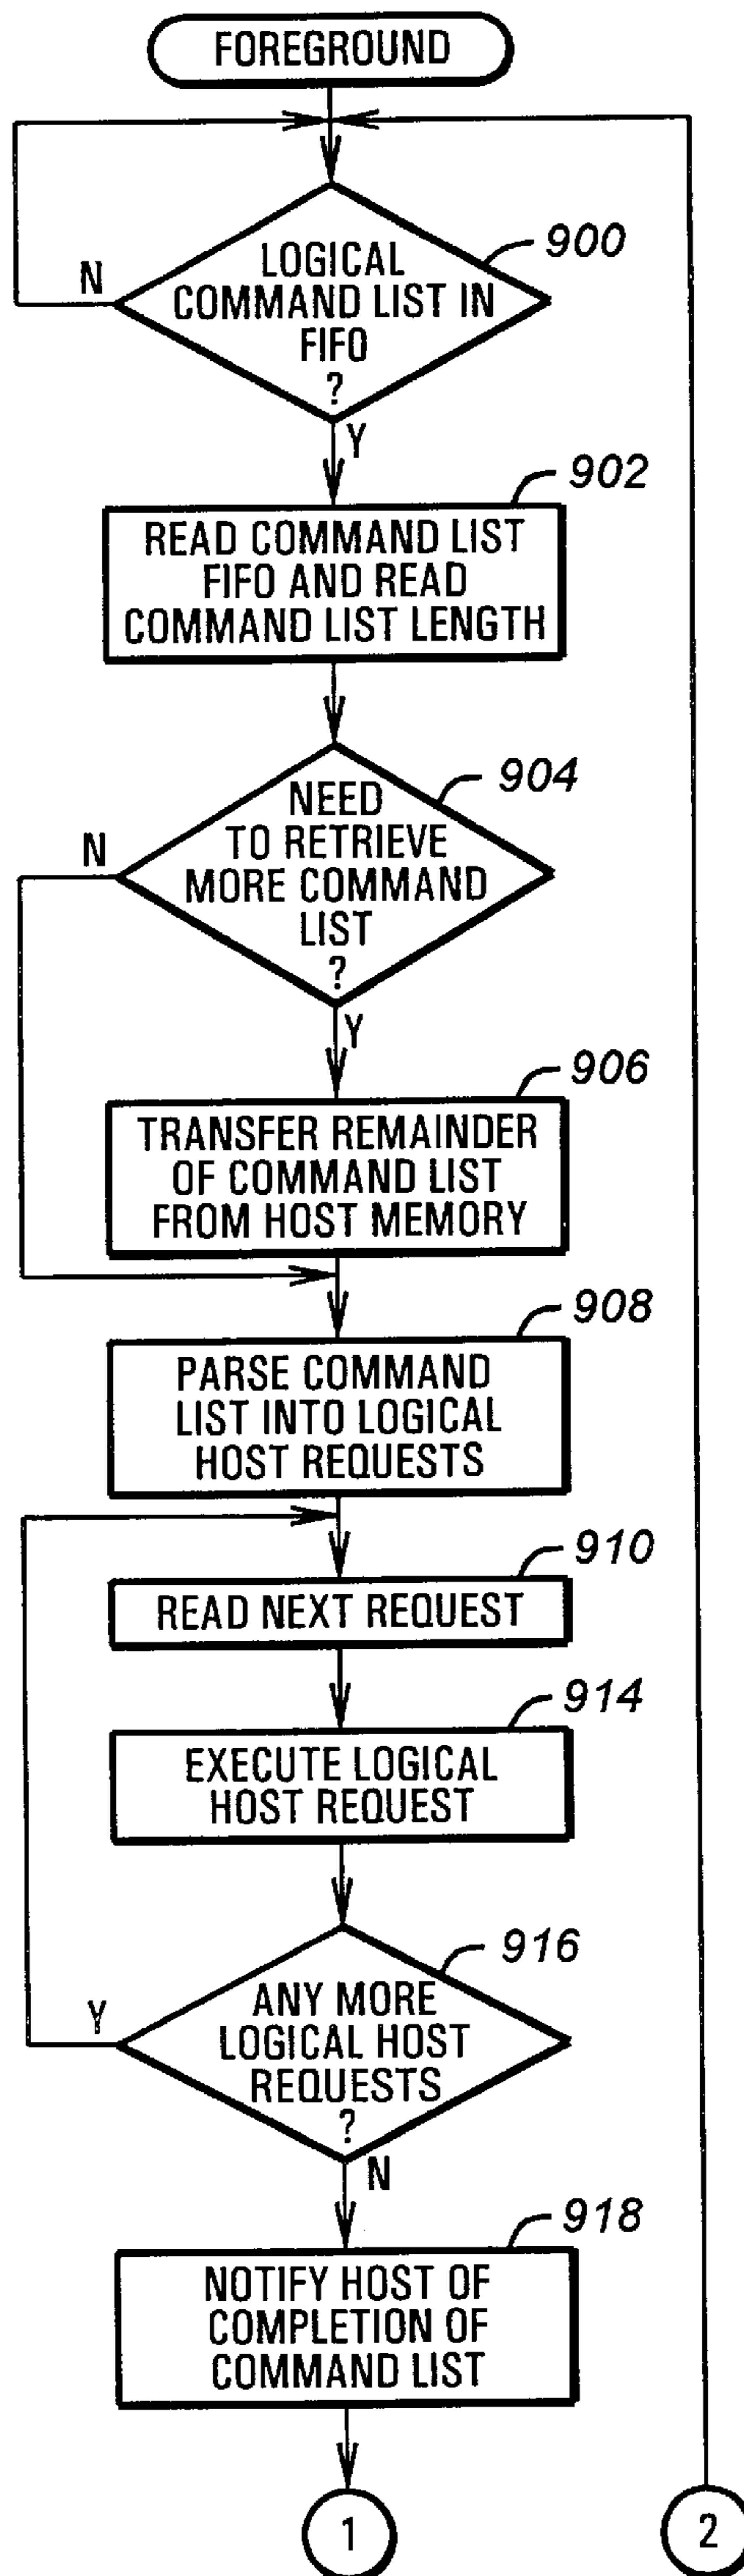 FOREGROUND
900
LOGICAL
COMMAND LIST IN
FIFO
?
N
Y
902
READ COMMAND LIST
FIFO AND READ
COMMAND LIST LENGTH
904
NEED
TO RETRIEVE
MORE COMMAND
LIST
?
N
Y
906
TRANSFER REMAINDER
OF COMMAND LIST
FROM HOST MEMORY
908
PARSE COMMAND
LIST INTO LOGICAL
HOST REQUESTS
910
READ NEXT REQUEST
914
EXECUTE LOGICAL
HOST REQUEST
916
ANY MORE
LOGICAL HOST
REQUESTS
?
Y
N
918
NOTIFY HOST OF
COMPLETION OF
COMMAND LIST
1
2